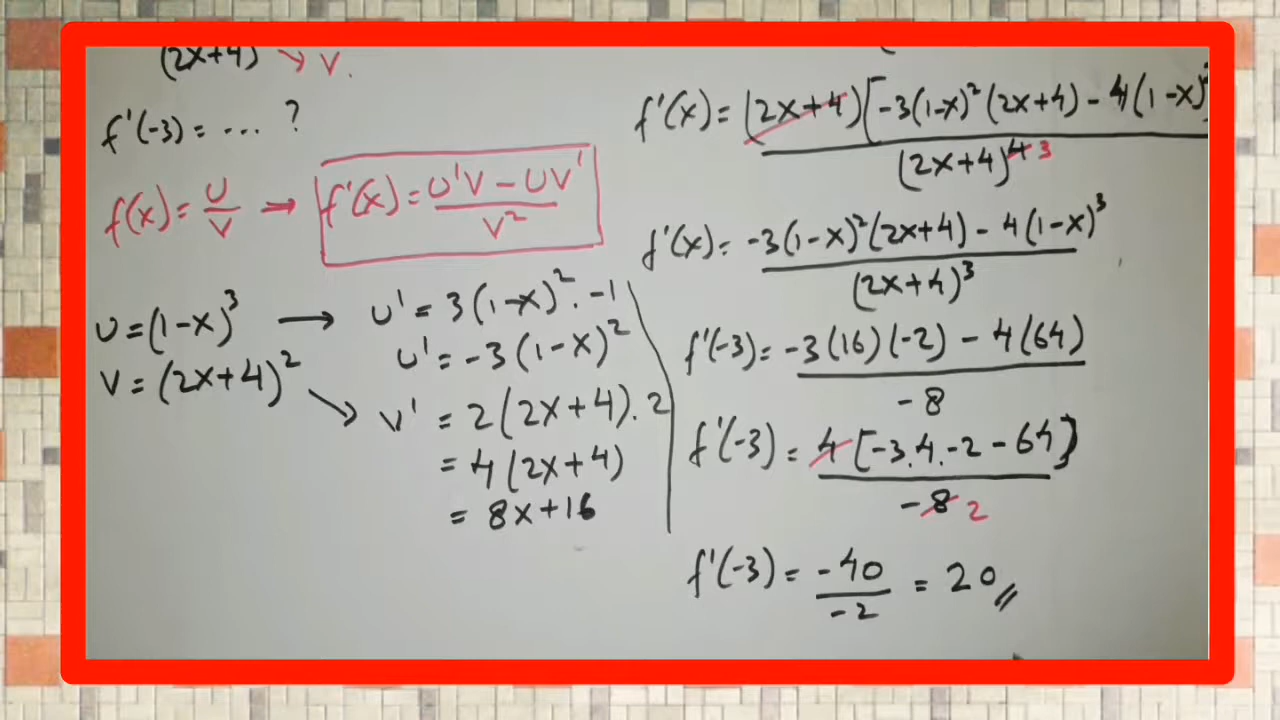 (2x+4) → v.
f'(-3) = .... ?
f(x) = u/v → f'(x) = u'v - uv' / v²
u = (1-x)³ → u' = 3(1-x)². -1
u' = -3(1-x)²
v = (2x+4)² → v' = 2(2x+4). 2
= 4(2x+4)
= 8x+16
f'(x) = (2x+4)[-3(1-x)²(2x+4) - 4(1-x) / (2x+4)⁴ 3
f'(x) = -3(1-x)²(2x+4) - 4(1-x)³ / (2x+4)³
f'(-3) = -3(16)(-2) - 4(64) / -8
f'(-3) = 4[-3.4.-2 - 64] / -8 2
f'(-3) = -40 / -2 = 20//